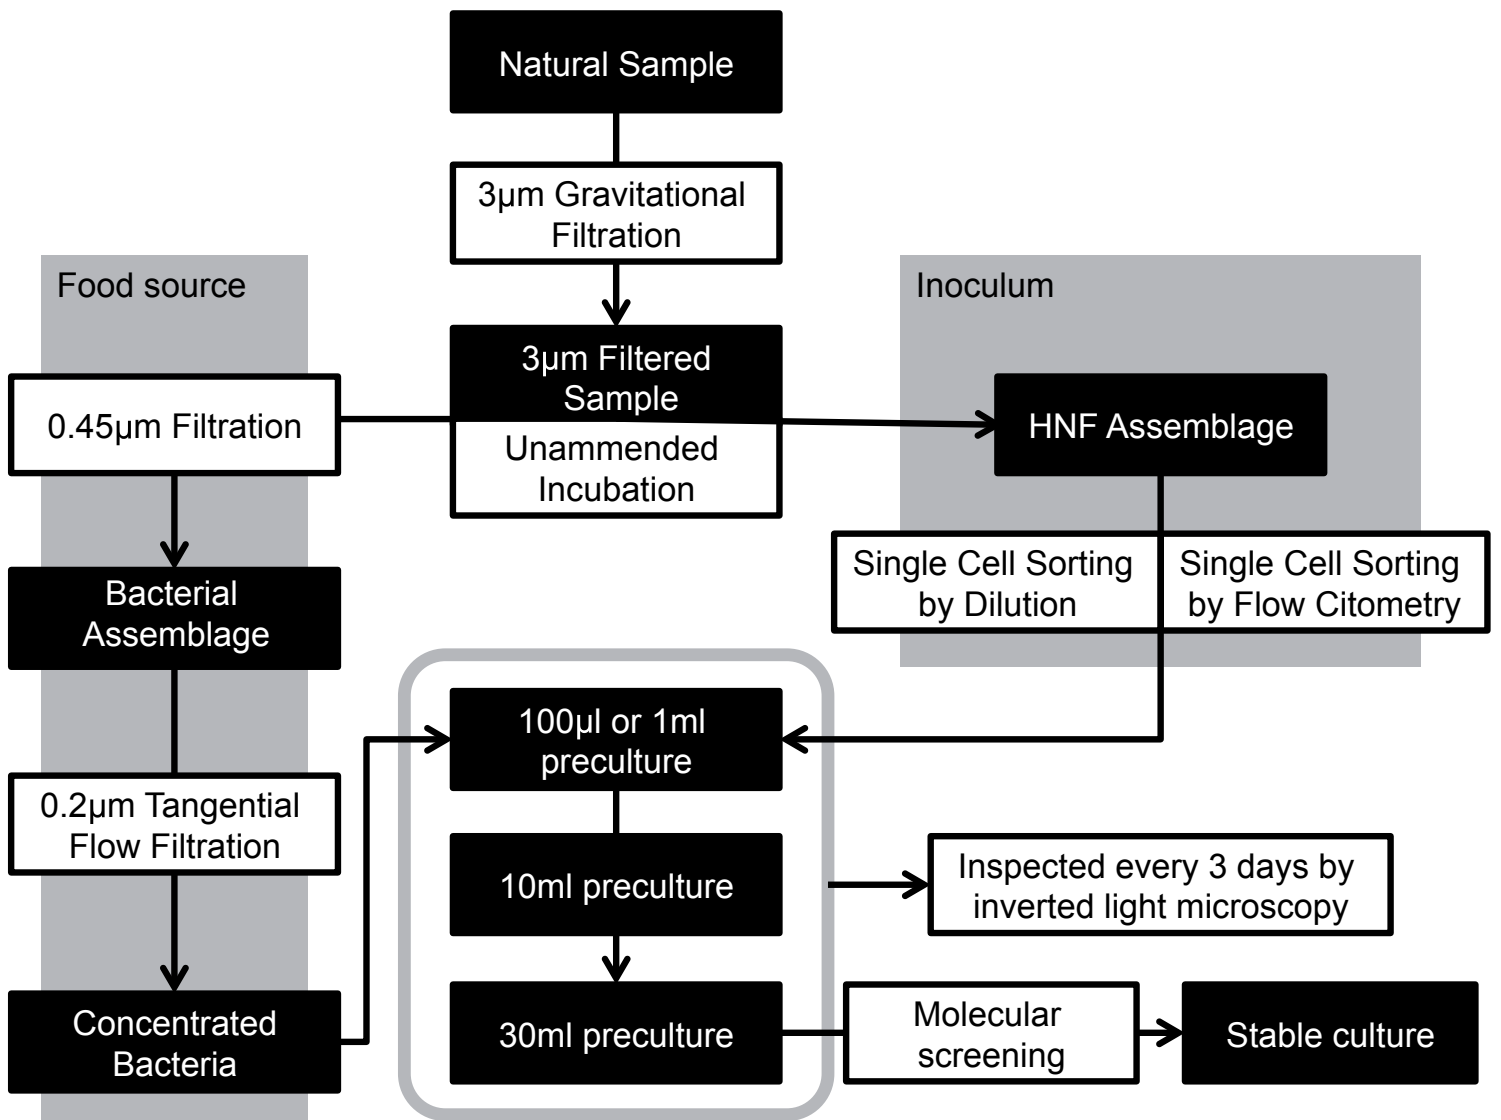 Natural Sample
3µm Gravitational
Filtration
Food source
Inoculum
3µm Filtered
Sample
Unammended
Incubation
0.45µm Filtration
HNF Assemblage
Single Cell Sorting
by Dilution
Single Cell Sorting
by Flow Citometry
Bacterial
Assemblage
100µl or 1ml
preculture
0.2µm Tangential
Flow Filtration
10ml preculture
Inspected every 3 days by
inverted light microscopy
Concentrated
Bacteria
30ml preculture
Molecular
screening
Stable culture